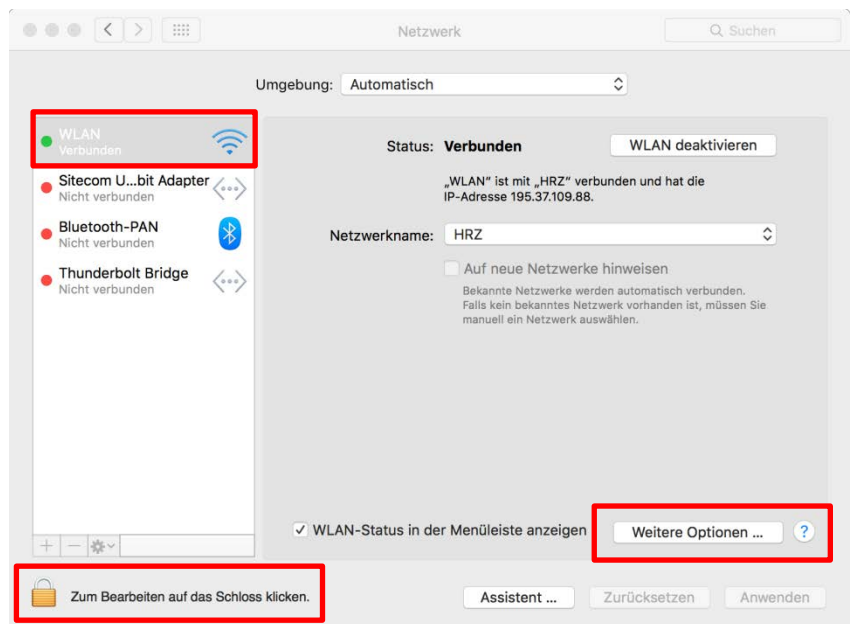 Netzwerk
Suchen
Umgebung: Automatisch
WLAN
Verbunden
Sitecom U...bit Adapter
Nicht verbunden
Bluetooth-PAN
Nicht verbunden
Thunderbolt Bridge
Nicht verbunden
Status: Verbunden
WLAN deaktivieren
„WLAN“ ist mit „HRZ“ verbunden und hat die
IP-Adresse 195.37.109.88.
Netzwerkname: HRZ
Auf neue Netzwerke hinweisen
Bekannte Netzwerke werden automatisch verbunden.
Falls kein bekanntes Netzwerk vorhanden ist, müssen Sie
manuell ein Netzwerk auswählen.
WLAN-Status in der Menüleiste anzeigen
Weitere Optionen ...
?
Zum Bearbeiten auf das Schloss klicken.
Assistent ...
Zurücksetzen
Anwenden